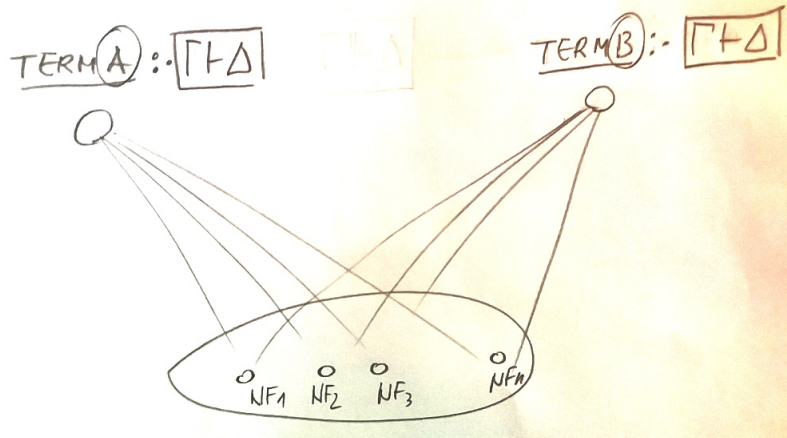 TERM A :· Γ⊢Δ
TERM B :· Γ⊢Δ
NF1 NF2 NF3 NFn